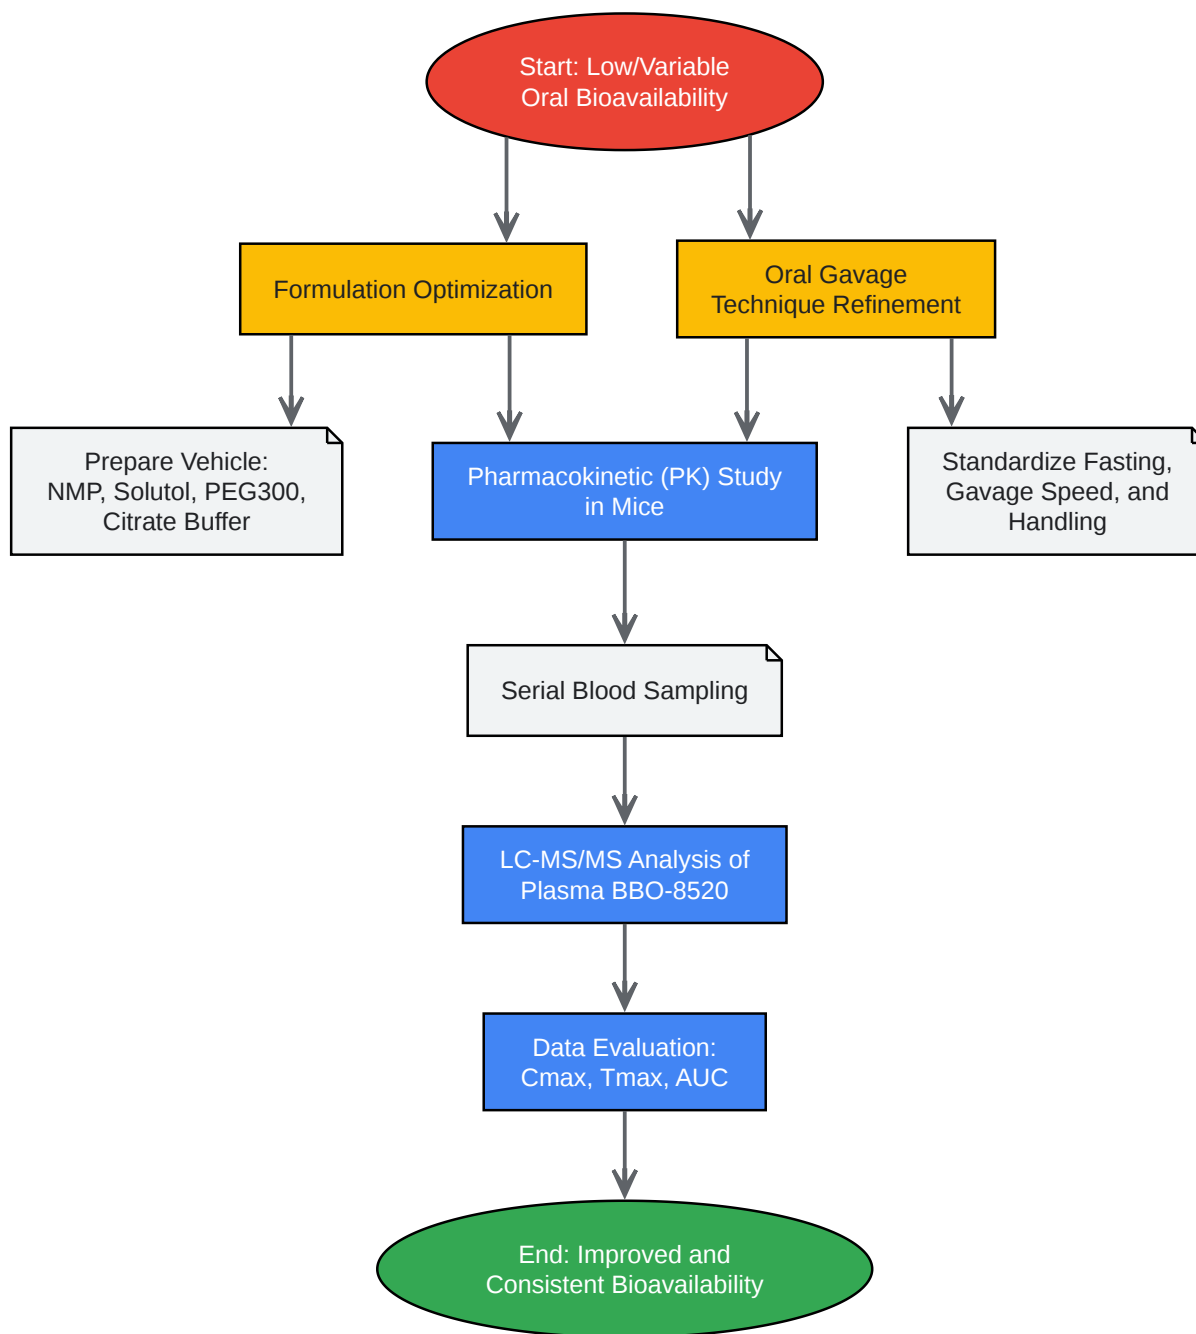 Start: Low/Variable
Oral Bioavailability
Formulation Optimization
Oral Gavage
Technique Refinement
Prepare Vehicle:
NMP, Solutol, PEG300,
Citrate Buffer
Pharmacokinetic (PK) Study
in Mice
Standardize Fasting,
Gavage Speed, and
Handling
Serial Blood Sampling
LC-MS/MS Analysis of
Plasma BBO-8520
Data Evaluation:
Cmax, Tmax, AUC
End: Improved and
Consistent Bioavailability